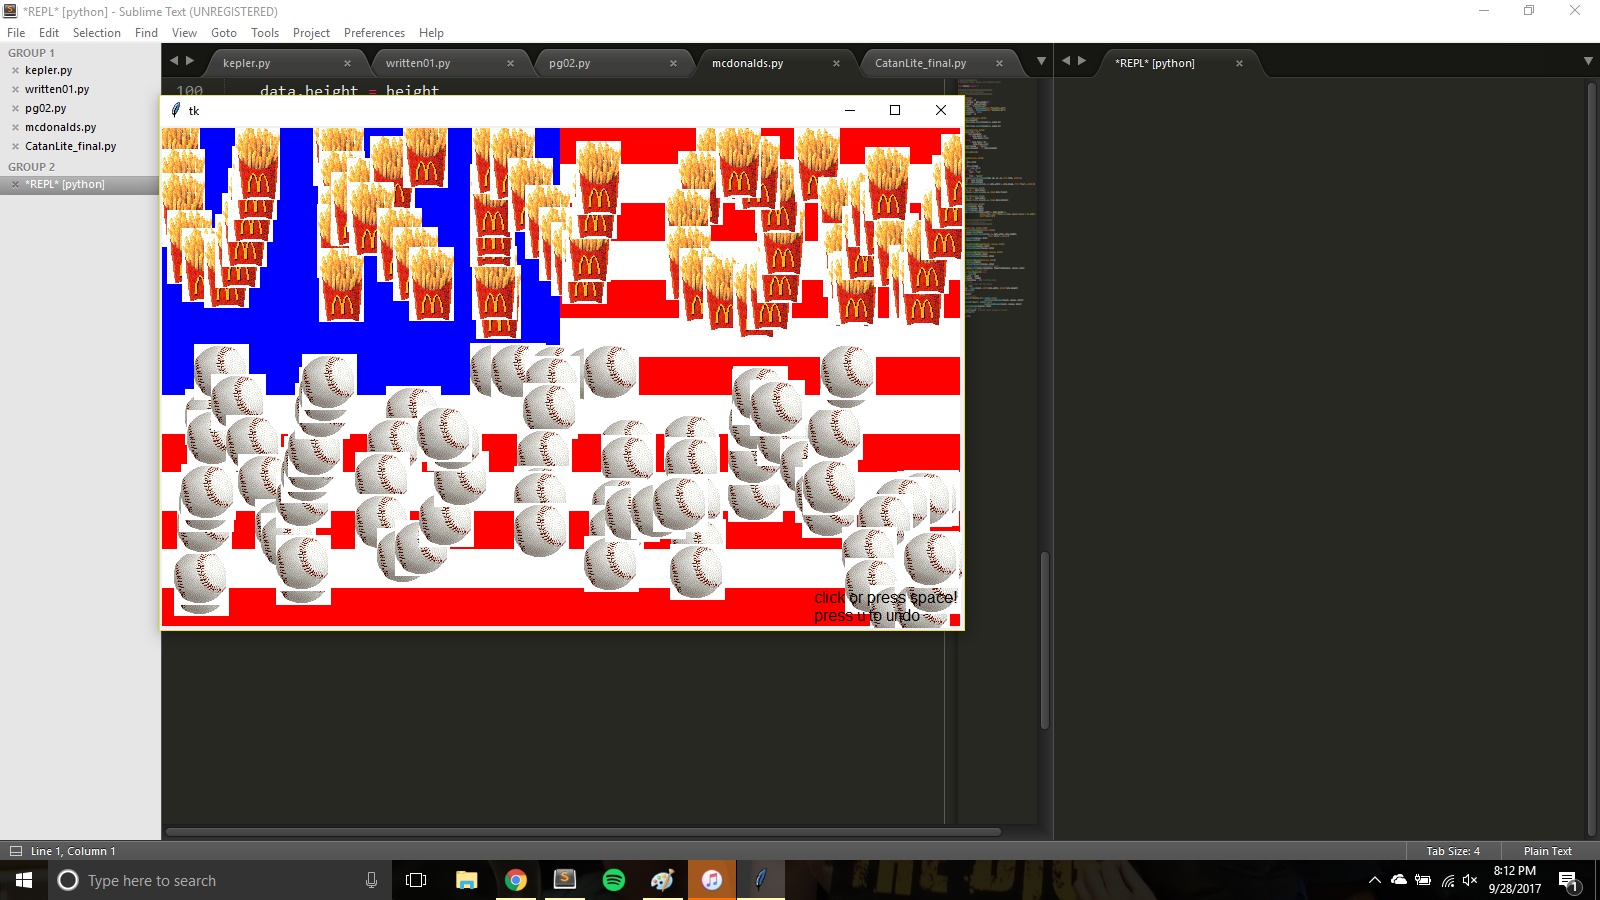 *REPL* [python] - Sublime Text (UNREGISTERED)
File Edit Selection Find View Goto Tools Project Preferences Help
GROUP 1
kepler.py
written01.py
pg02.py
mcdonalds.py
CatanLite_final.py
GROUP 2
*REPL* [python]
kepler.py written01.py pg02.py mcdonalds.py CatanLite_final.py *REPL* [python]
100 data.height = height
tk
click or press space!
press u to undo
Line 1, Column 1 Tab Size: 4 Plain Text
Type here to search
8:12 PM
9/28/2017
1